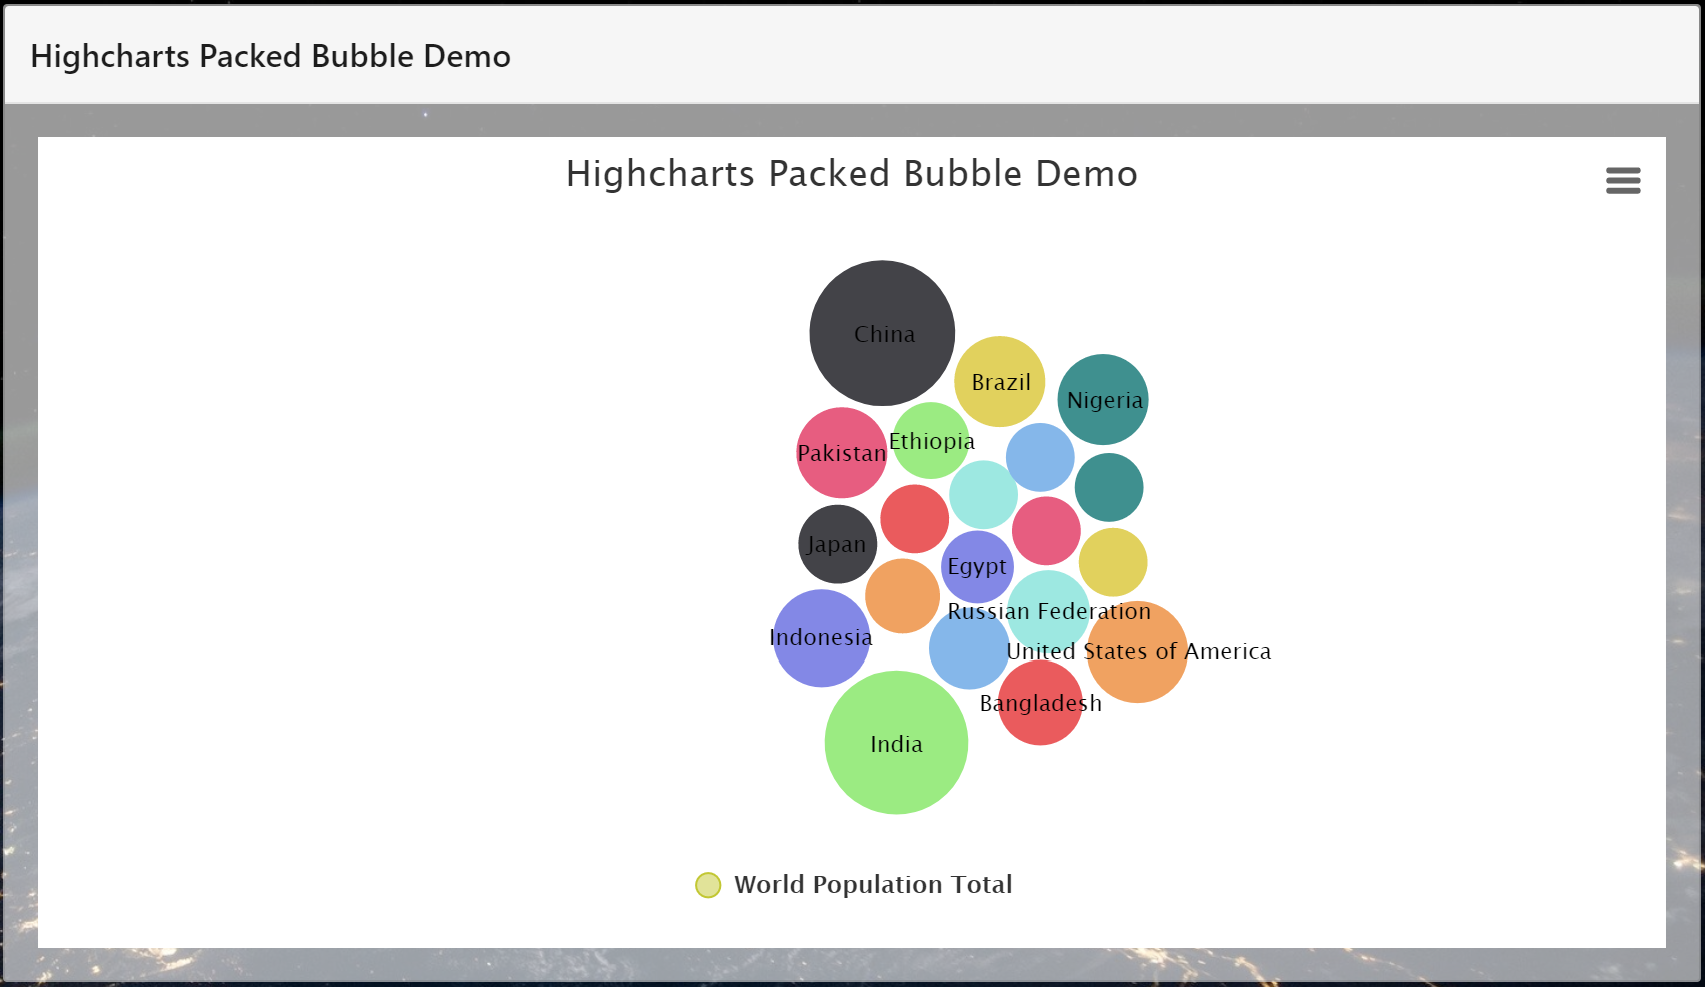 Highcharts Packed Bubble Demo
Highcharts Packed Bubble Demo
China
Brazil
Nigeria
Ethiopia
Pakistan
Japan
Egypt
Russian Federation
Indonesia
United States of America
Bangladesh
India
World Population Total